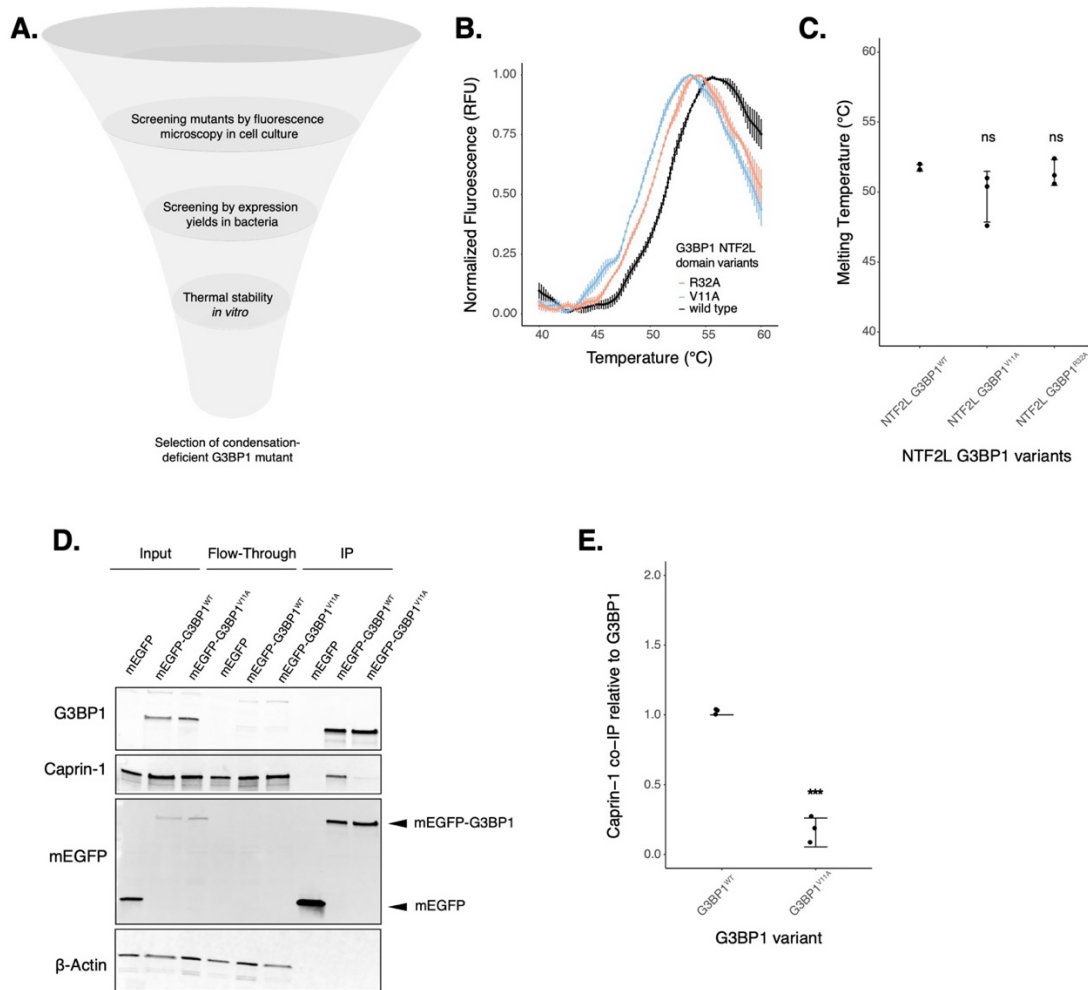 A.
Screening mutants by fluorescence
microscopy in cell culture
Screening by expression
yields in bacteria
Thermal stability
in vitro
Selection of condensation-
deficient G3BP1 mutant
B.
Normalized Fluroescence (RFU)
1.00
0.75
0.50
0.25
0.00
G3BP1 NTF2L
domain variants
R32A
V11A
wild type
40
45
50
55
60
Temperature (°C)
C.
Melting Temperature (°C)
60
55
50
45
40
ns
ns
NTF2L G3BP1WT
NTF2L G3BP1V11A
NTF2L G3BP1R32A
NTF2L G3BP1 variants
D.
Input
Flow-Through
IP
mEGFP
mEGFP-G3BP1WT
mEGFP-G3BP1V11A
mEGFP
mEGFP-G3BP1WT
mEGFP-G3BP1V11A
mEGFP
mEGFP-G3BP1WT
mEGFP-G3BP1V11A
G3BP1
Caprin-1
mEGFP
β-Actin
mEGFP-G3BP1
mEGFP
E.
Caprin−1 co−IP relative to G3BP1
2.0
1.5
1.0
0.5
0.0
***
G3BP1WT
G3BP1V11A
G3BP1 variant